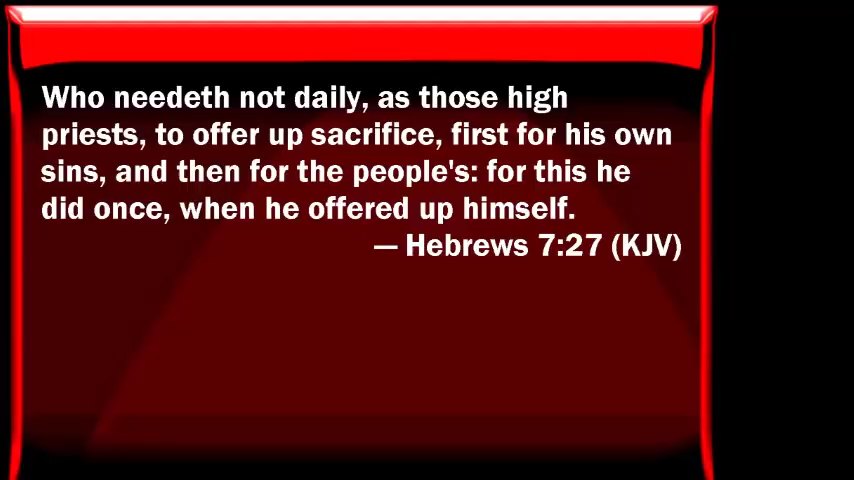 Who needeth not daily, as those high
priests, to offer up sacrifice, first for his own
sins, and then for the people's: for this he
did once, when he offered up himself.
— Hebrews 7:27 (KJV)